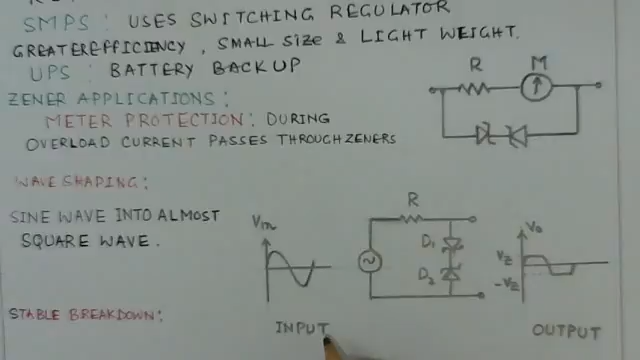 SMPS: USES SWITCHING REGULATOR
GREATER EFFICIENCY, SMALL SIZE & LIGHT WEIGHT.
UPS: BATTERY BACKUP
ZENER APPLICATIONS:
METER PROTECTION: DURING
OVERLOAD CURRENT PASSES THROUGH ZENERS
R M
WAVE SHAPING:
SINE WAVE INTO ALMOST
SQUARE WAVE.
Vin
R
D1
D2
Vo
Vz
-Vz
STABLE BREAKDOWN:
INPUT
OUTPUT